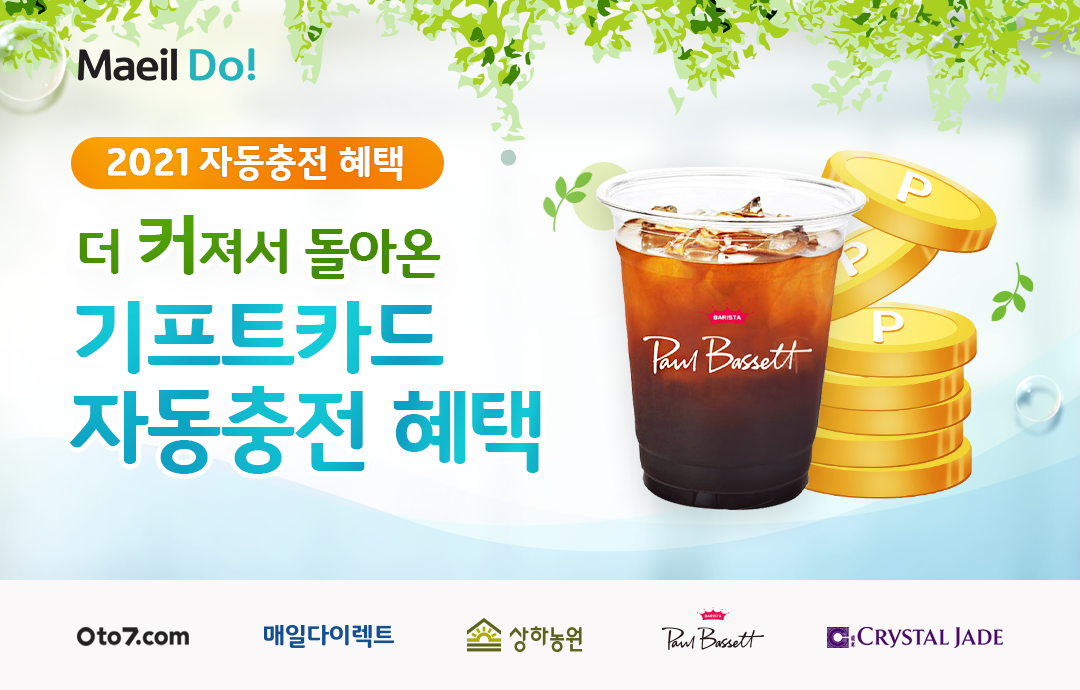 Maeil Do!
2021 자동충전 혜택
더 커져서 돌아온
기프트카드
자동충전 혜택
P
P
P
BARISTA
Paul Bassett
Oto7.com
매일다이렉트
상하농원
BARISTA
Paul Bassett
CRYSTAL JADE